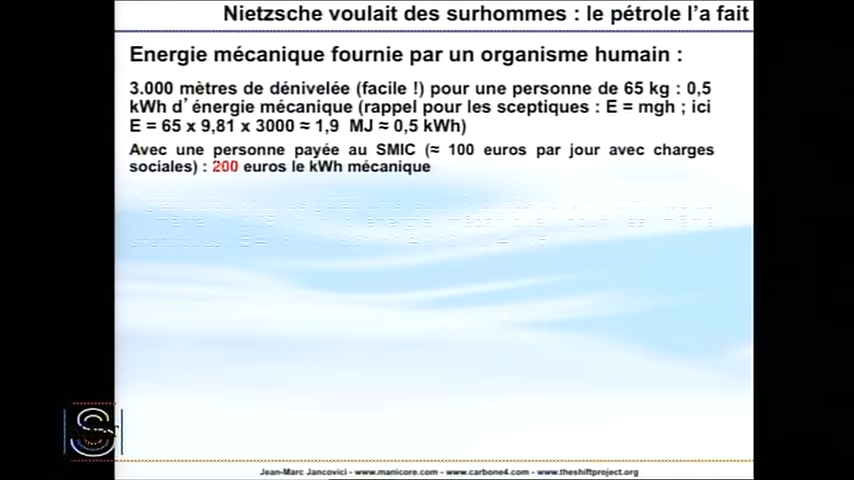 Nietzsche voulait des surhommes : le pétrole l'a fait
Energie mécanique fournie par un organisme humain :
3.000 mètres de dénivelée (facile !) pour une personne de 65 kg : 0,5
kWh d'énergie mécanique (rappel pour les sceptiques : E = mgh ; ici
E = 65 x 9,81 x 3000 ≈ 1,9 MJ ≈ 0,5 kWh)
Avec une personne payée au SMIC (≈ 100 euros par jour avec charges
sociales) : 200 euros le kWh mécanique
Jean-Marc Jancovici - www.manicore.com - www.carbone4.com - www.theshiftproject.org